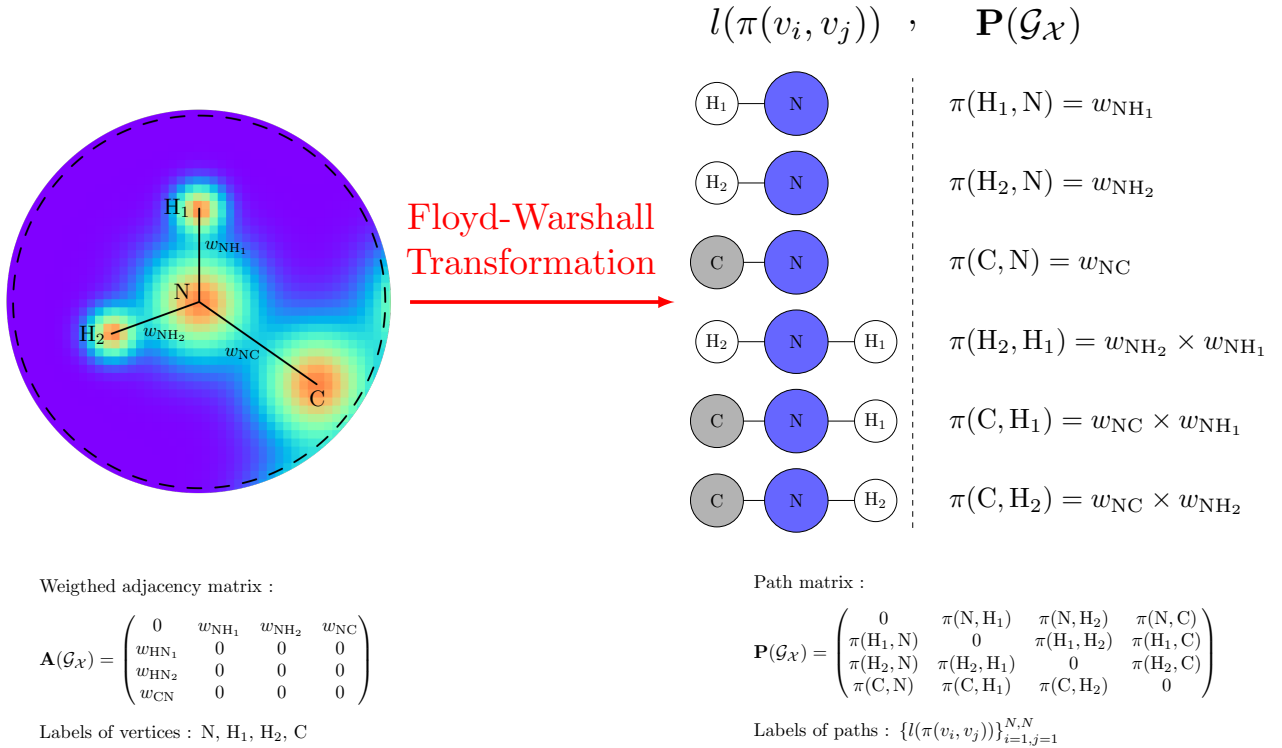 l(π(vᵢ, vⱼ)) , P(𝒢_𝒳)
H₁
N
H₂
C
w_NH₁
w_NH₂
w_NC
Floyd-Warshall
Transformation
H₁ N π(H₁, N) = w_NH₁
H₂ N π(H₂, N) = w_NH₂
C N π(C, N) = w_NC
H₂ N H₁ π(H₂, H₁) = w_NH₂ × w_NH₁
C N H₁ π(C, H₁) = w_NC × w_NH₁
C N H₂ π(C, H₂) = w_NC × w_NH₂
Weigthed adjacency matrix :
A(𝒢_𝒳) =
0 w_NH₁ w_NH₂ w_NC
w_HN₁ 0 0 0
w_HN₂ 0 0 0
w_CN 0 0 0
Labels of vertices : N, H₁, H₂, C
Path matrix :
P(𝒢_𝒳) =
0 π(N, H₁) π(N, H₂) π(N, C)
π(H₁, N) 0 π(H₁, H₂) π(H₁, C)
π(H₂, N) π(H₂, H₁) 0 π(H₂, C)
π(C, N) π(C, H₁) π(C, H₂) 0
Labels of paths : {l(π(vᵢ, vⱼ))}^{N,N}_{i=1,j=1}